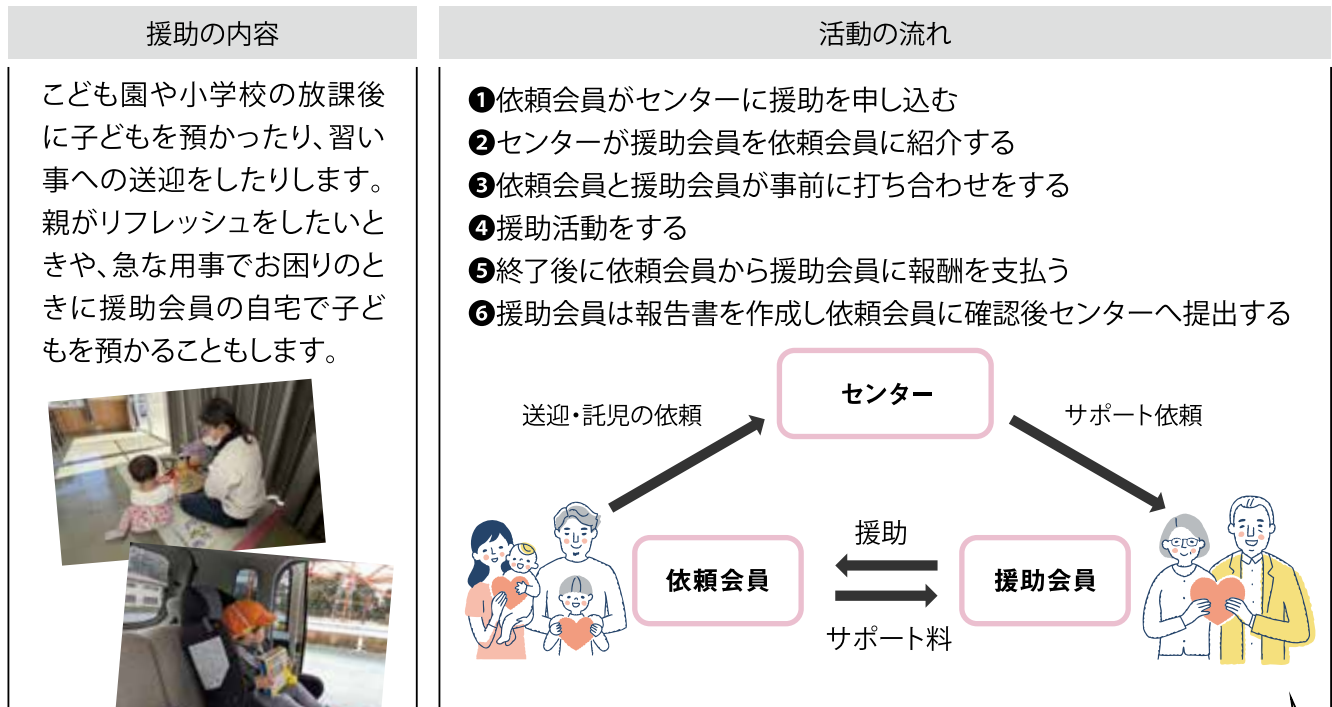 援助の内容
こども園や小学校の放課後
に子どもを預かったり、習い
事への送迎をしたりします。
親がリフレッシュをしたいと
きや、急な用事でお困りのと
きに援助会員の自宅で子ど
もを預かることもします。
活動の流れ
❶依頼会員がセンターに援助を申し込む
❷センターが援助会員を依頼会員に紹介する
❸依頼会員と援助会員が事前に打ち合わせをする
❹援助活動をする
❺終了後に依頼会員から援助会員に報酬を支払う
❻援助会員は報告書を作成し依頼会員に確認後センターへ提出する
センター
送迎・託児の依頼
サポート依頼
援助
依頼会員
援助会員
サポート料